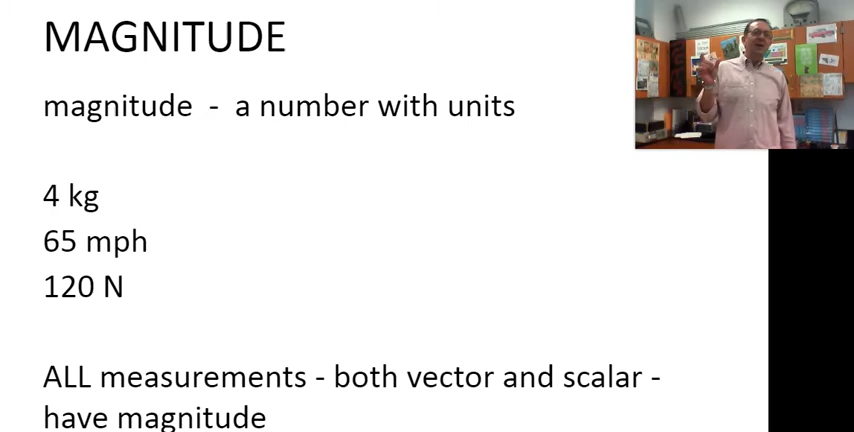 MAGNITUDE
magnitude - a number with units
4 kg
65 mph
120 N
ALL measurements - both vector and scalar -
have magnitude